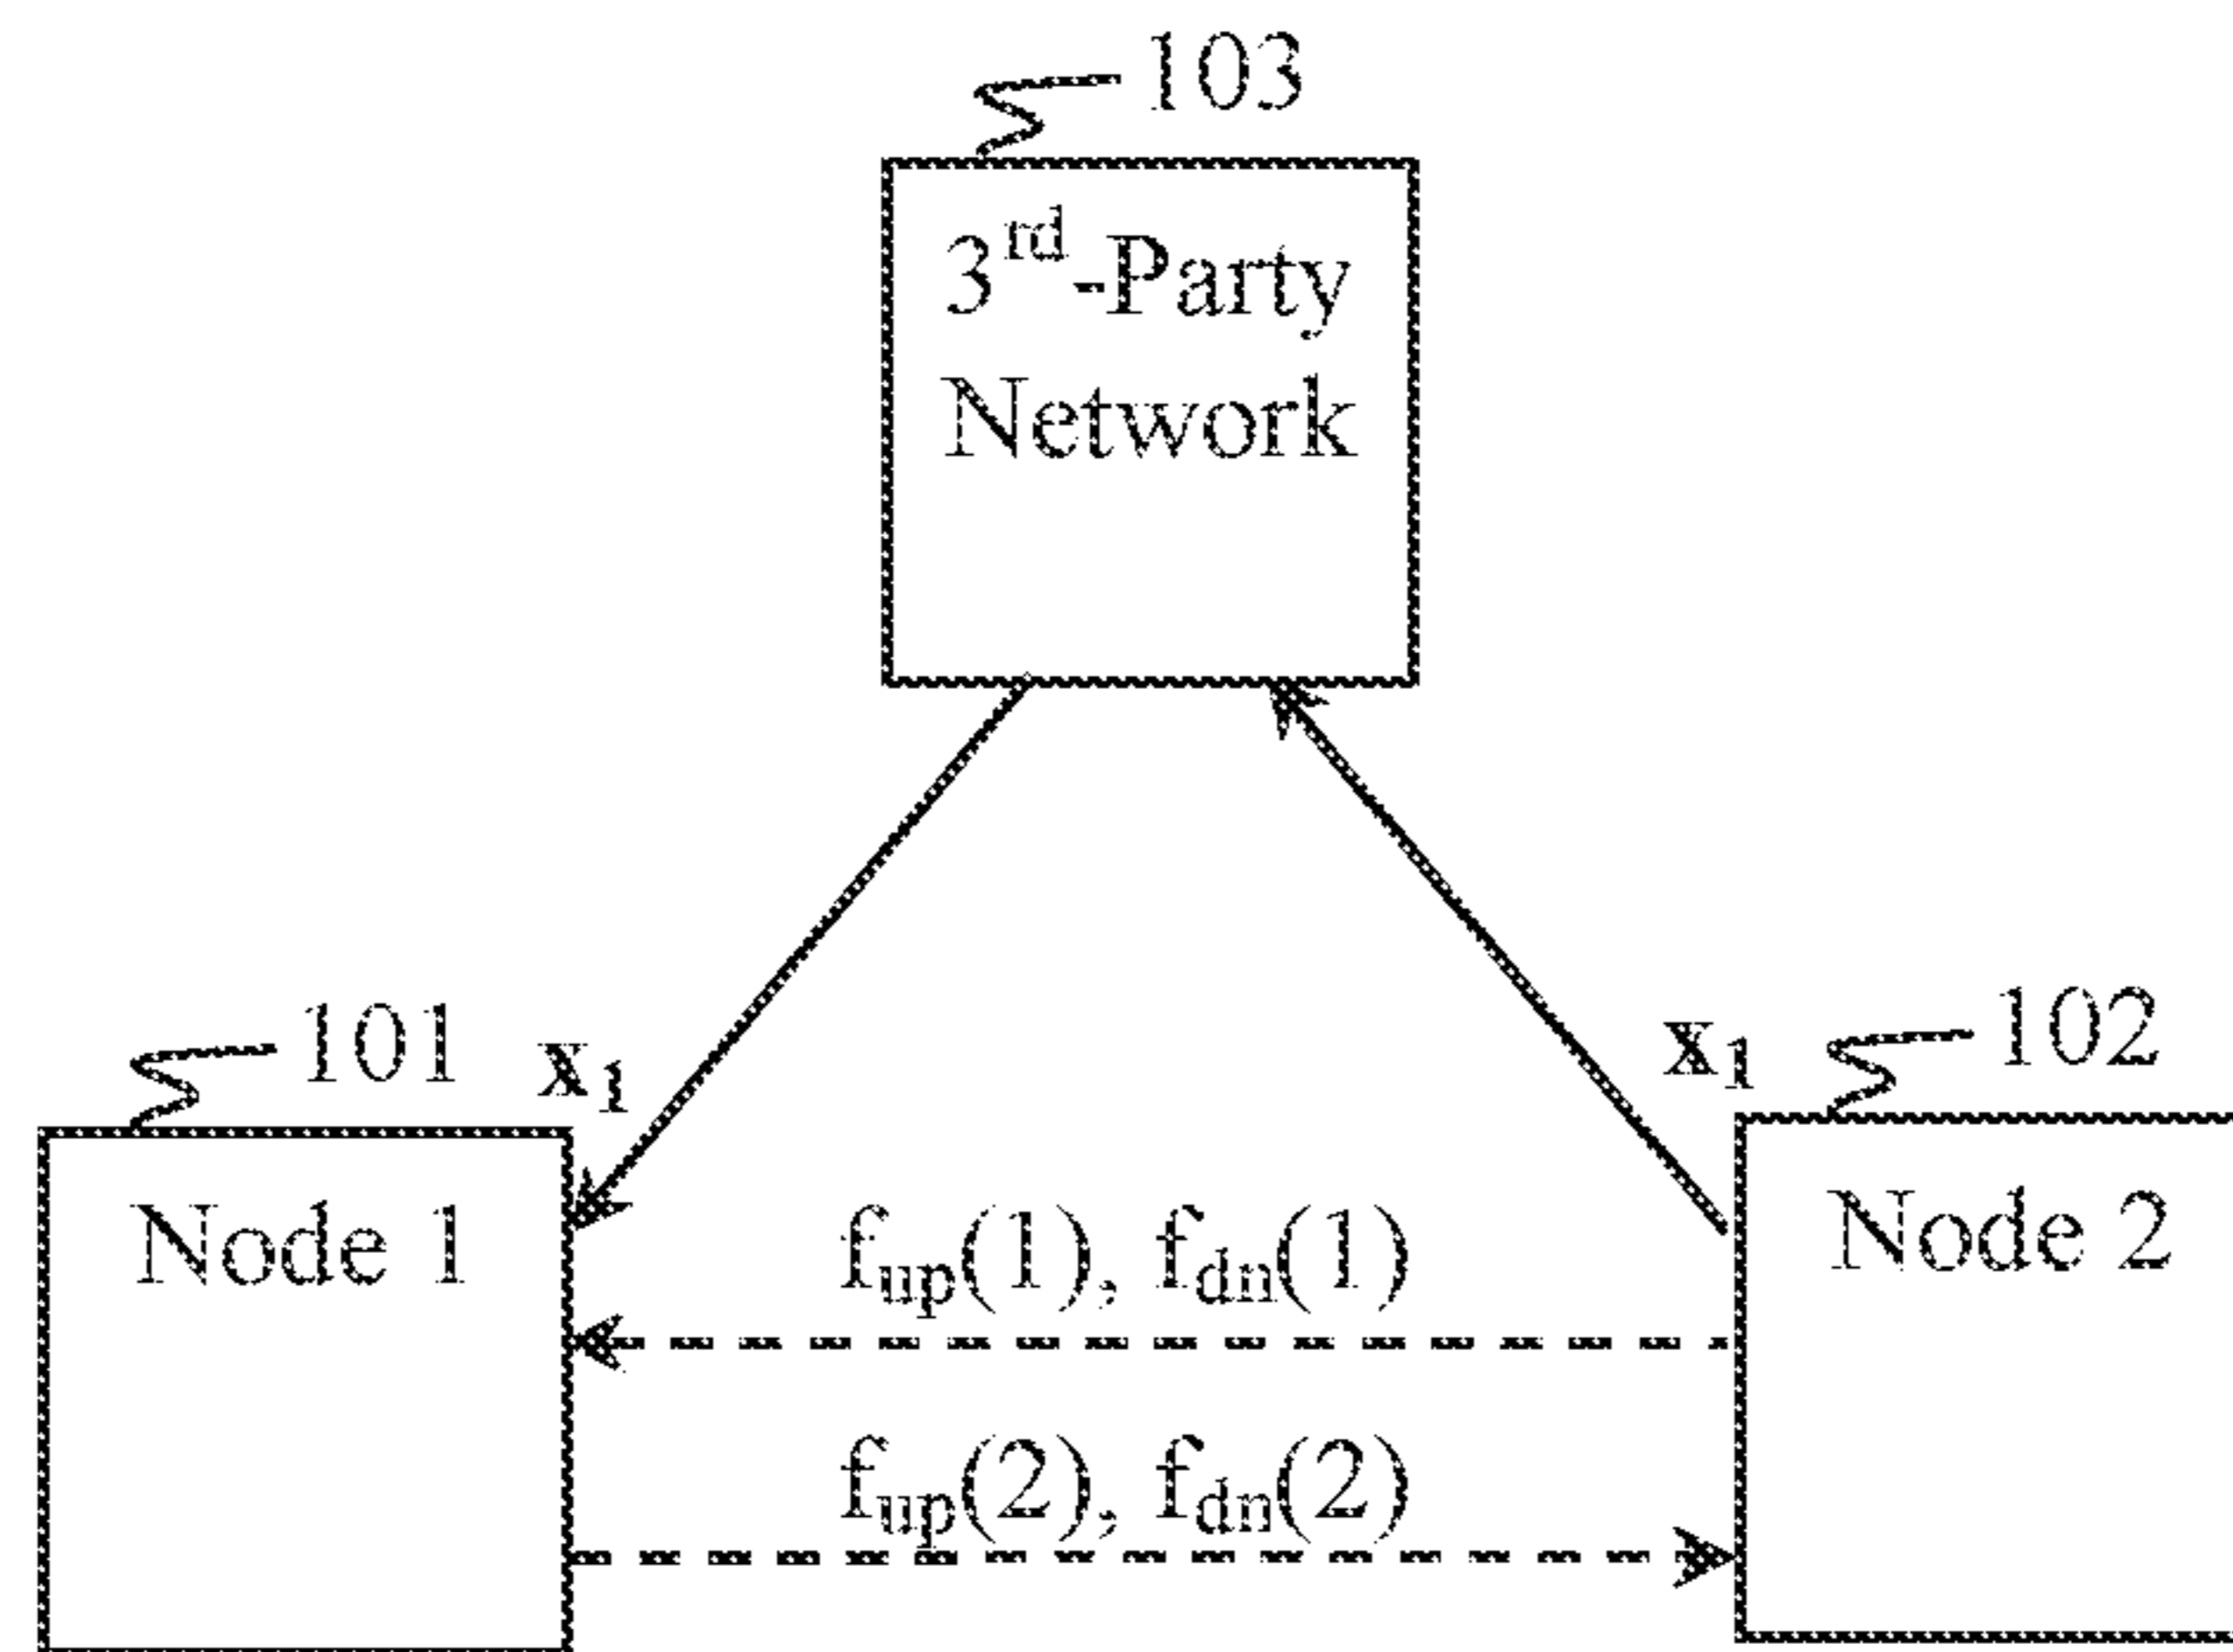 103
3rd-Party
Network
101
x1
x1
102
Node 1
fup(1), fdn(1)
Node 2
fup(2), fdn(2)